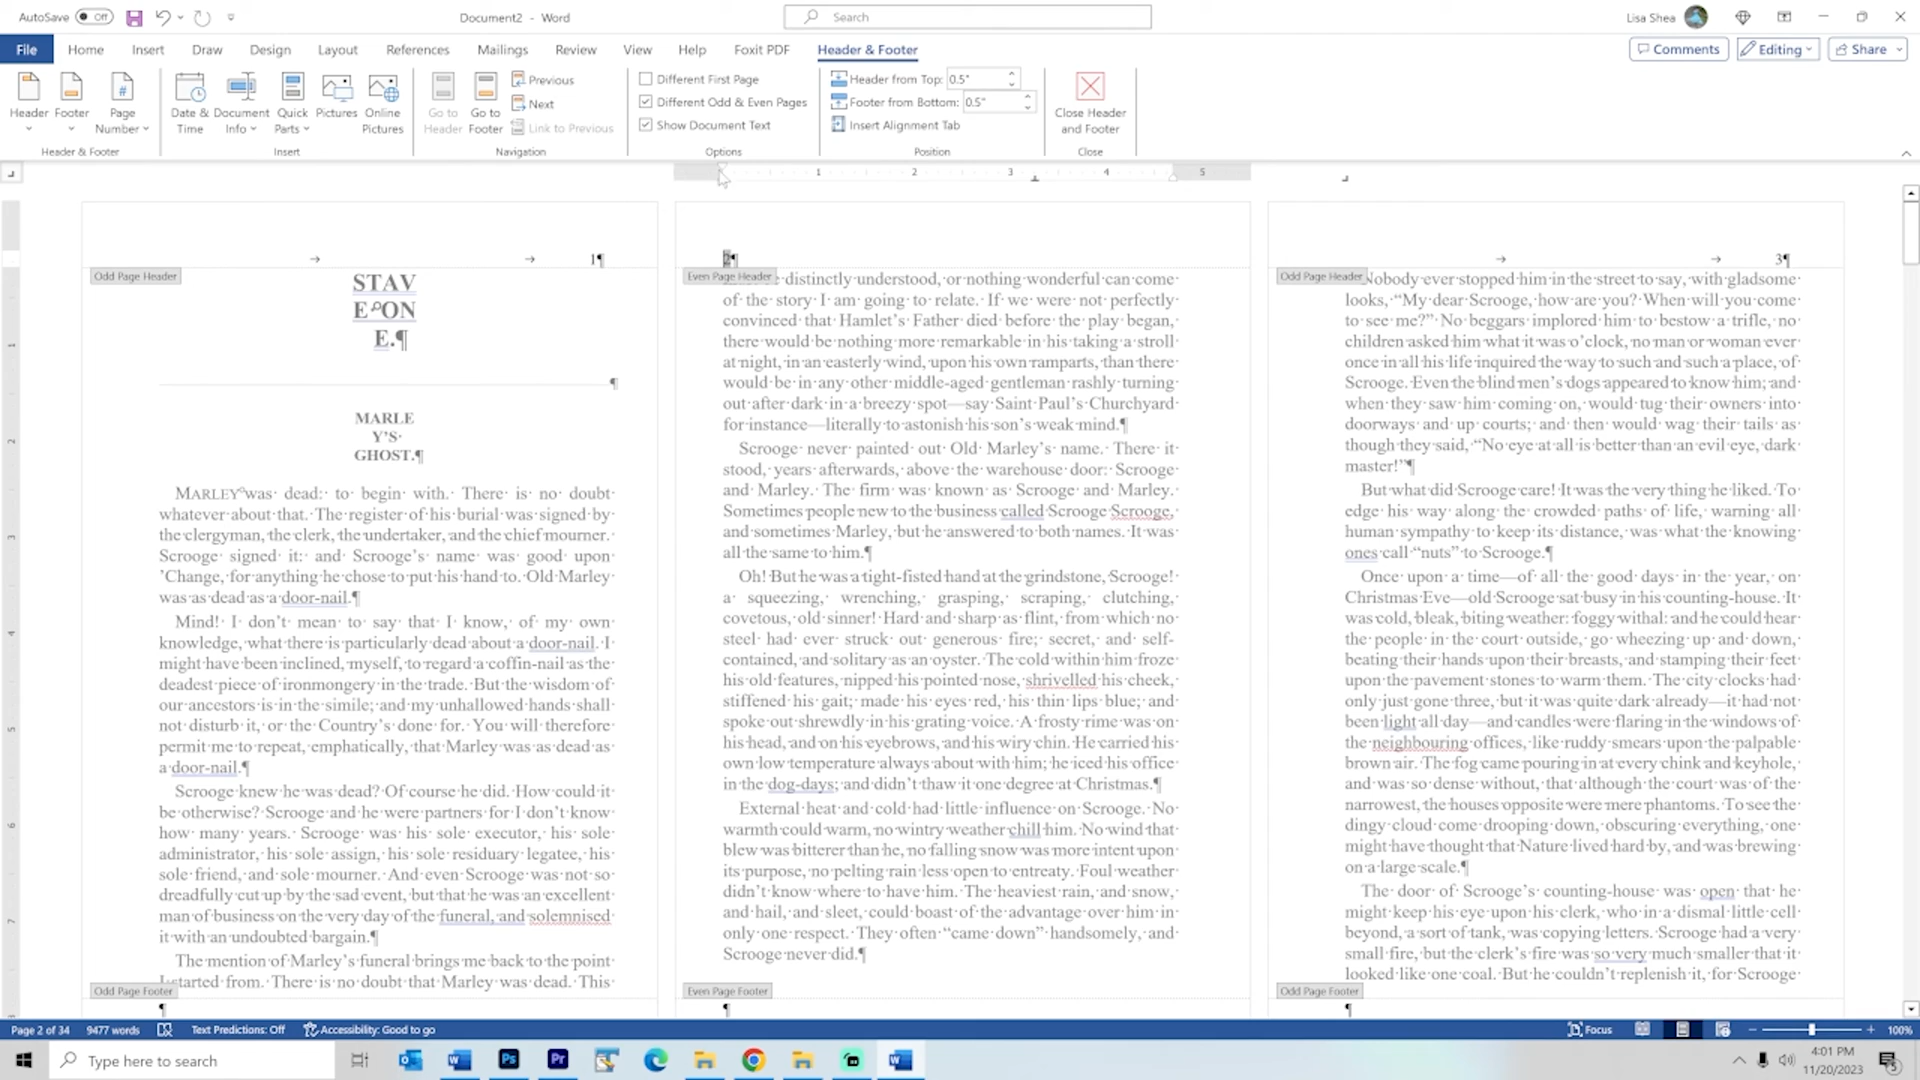 AutoSave Off
Document2 - Word
Search
Lisa Shea
File Home Insert Draw Design Layout References Mailings Review View Help Foxit PDF Header & Footer
Comments Editing Share
Header Footer Page Number
Header & Footer
Date & Time Document Info Quick Parts Pictures Online Pictures
Insert
Go to Header Go to Footer
Previous
Next
Link to Previous
Navigation
Different First Page
Different Odd & Even Pages
Show Document Text
Options
Header from Top: 0.5"
Footer from Bottom: 0.5"
Insert Alignment Tab
Position
Close Header and Footer
Close
1 2 3 4 5
→ → 1¶
Odd Page Header
STAV
E°ON
E.¶
¶
MARLE
Y’S·
GHOST.¶
MARLEY°was dead: to begin with. There is no doubt
whatever about that. The register of his burial was signed by
the clergyman, the clerk, the undertaker, and the chief mourner.
Scrooge signed it: and Scrooge’s name was good upon
’Change, for anything he chose to put his hand to. Old Marley
was as dead as a door-nail.¶
Mind! I don’t mean to say that I know, of my own
knowledge, what there is particularly dead about a door-nail. I
might have been inclined, myself, to regard a coffin-nail as the
deadest piece of ironmongery in the trade. But the wisdom of
our ancestors is in the simile; and my unhallowed hands shall
not disturb it, or the Country’s done for. You will therefore
permit me to repeat, emphatically, that Marley was as dead as
a door-nail.¶
Scrooge knew he was dead? Of course he did. How could it
be otherwise? Scrooge and he were partners for I don’t know
how many years. Scrooge was his sole executor, his sole
administrator, his sole assign, his sole residuary legatee, his
sole friend, and sole mourner. And even Scrooge was not so
dreadfully cut up by the sad event, but that he was an excellent
man of business on the very day of the funeral, and solemnised
it with an undoubted bargain.¶
The mention of Marley’s funeral brings me back to the point
I started from. There is no doubt that Marley was dead. This
Odd Page Footer
¶
2¶
Even Page Header
distinctly understood, or nothing wonderful can come
of the story I am going to relate. If we were not perfectly
convinced that Hamlet’s Father died before the play began,
there would be nothing more remarkable in his taking a stroll
at night, in an easterly wind, upon his own ramparts, than there
would be in any other middle-aged gentleman rashly turning
out after dark in a breezy spot—say Saint Paul’s Churchyard
for instance—literally to astonish his son’s weak mind.¶
Scrooge never painted out Old Marley’s name. There it
stood, years afterwards, above the warehouse door: Scrooge
and Marley. The firm was known as Scrooge and Marley.
Sometimes people new to the business called Scrooge Scrooge,
and sometimes Marley, but he answered to both names. It was
all the same to him.¶
Oh! But he was a tight-fisted hand at the grindstone, Scrooge!
a squeezing, wrenching, grasping, scraping, clutching,
covetous, old sinner! Hard and sharp as flint, from which no
steel had ever struck out generous fire; secret, and self-
contained, and solitary as an oyster. The cold within him froze
his old features, nipped his pointed nose, shrivelled his cheek,
stiffened his gait; made his eyes red, his thin lips blue; and
spoke out shrewdly in his grating voice. A frosty rime was on
his head, and on his eyebrows, and his wiry chin. He carried his
own low temperature always about with him; he iced his office
in the dog-days; and didn’t thaw it one degree at Christmas.¶
External heat and cold had little influence on Scrooge. No
warmth could warm, no wintry weather chill him. No wind that
blew was bitterer than he, no falling snow was more intent upon
its purpose, no pelting rain less open to entreaty. Foul weather
didn’t know where to have him. The heaviest rain, and snow,
and hail, and sleet, could boast of the advantage over him in
only one respect. They often “came down” handsomely, and
Scrooge never did.¶
Even Page Footer
¶
→ → 3¶
Odd Page Header
Nobody ever stopped him in the street to say, with gladsome
looks, “My dear Scrooge, how are you? When will you come
to see me?” No beggars implored him to bestow a trifle, no
children asked him what it was o’clock, no man or woman ever
once in all his life inquired the way to such and such a place, of
Scrooge. Even the blind men’s dogs appeared to know him; and
when they saw him coming on, would tug their owners into
doorways and up courts; and then would wag their tails as
though they said, “No eye at all is better than an evil eye, dark
master!”¶
But what did Scrooge care! It was the very thing he liked. To
edge his way along the crowded paths of life, warning all
human sympathy to keep its distance, was what the knowing
ones call “nuts” to Scrooge.¶
Once upon a time—of all the good days in the year, on
Christmas Eve—old Scrooge sat busy in his counting-house. It
was cold, bleak, biting weather: foggy withal: and he could hear
the people in the court outside, go wheezing up and down,
beating their hands upon their breasts, and stamping their feet
upon the pavement stones to warm them. The city clocks had
only just gone three, but it was quite dark already—it had not
been light all day—and candles were flaring in the windows of
the neighbouring offices, like ruddy smears upon the palpable
brown air. The fog came pouring in at every chink and keyhole,
and was so dense without, that although the court was of the
narrowest, the houses opposite were mere phantoms. To see the
dingy cloud come drooping down, obscuring everything, one
might have thought that Nature lived hard by, and was brewing
on a large scale.¶
The door of Scrooge’s counting-house was open that he
might keep his eye upon his clerk, who in a dismal little cell
beyond, a sort of tank, was copying letters. Scrooge had a very
small fire, but the clerk’s fire was so very much smaller that it
looked like one coal. But he couldn’t replenish it, for Scrooge
Odd Page Footer
¶
Page 2 of 34 9477 words Text Predictions: Off Accessibility: Good to go Focus 100%
Type here to search
4:01 PM
11/20/2023